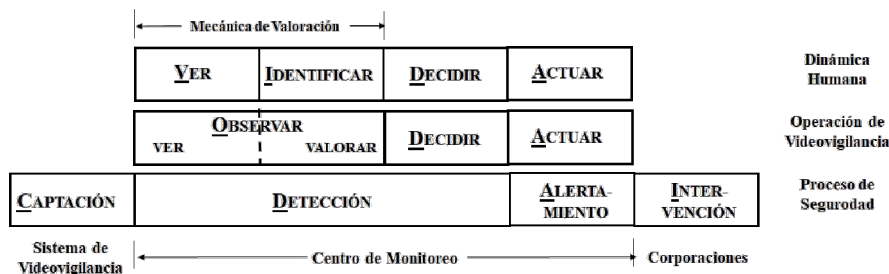 Mecánica de Valoración
VER IDENTIFICAR DECIDIR ACTUAR
Dinámica
Humana
OBSERVAR
VER VALORAR
DECIDIR ACTUAR
Operación de
Videovigilancia
CAPTACIÓN DETECCIÓN
ALERTA-
MIENTO
INTER-
VENCIÓN
Proceso de
Segurodad
Sistema de
Videovigilancia
Centro de Monitoreo
Corporaciones